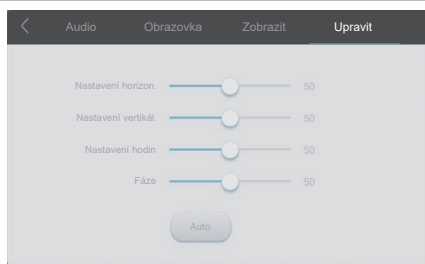 Audio Obrazovka Zobrazit Upravit
Nastavení horizon. 50
Nastavení vertikál. 50
Nastavení hodin 50
Fáze 50
Auto